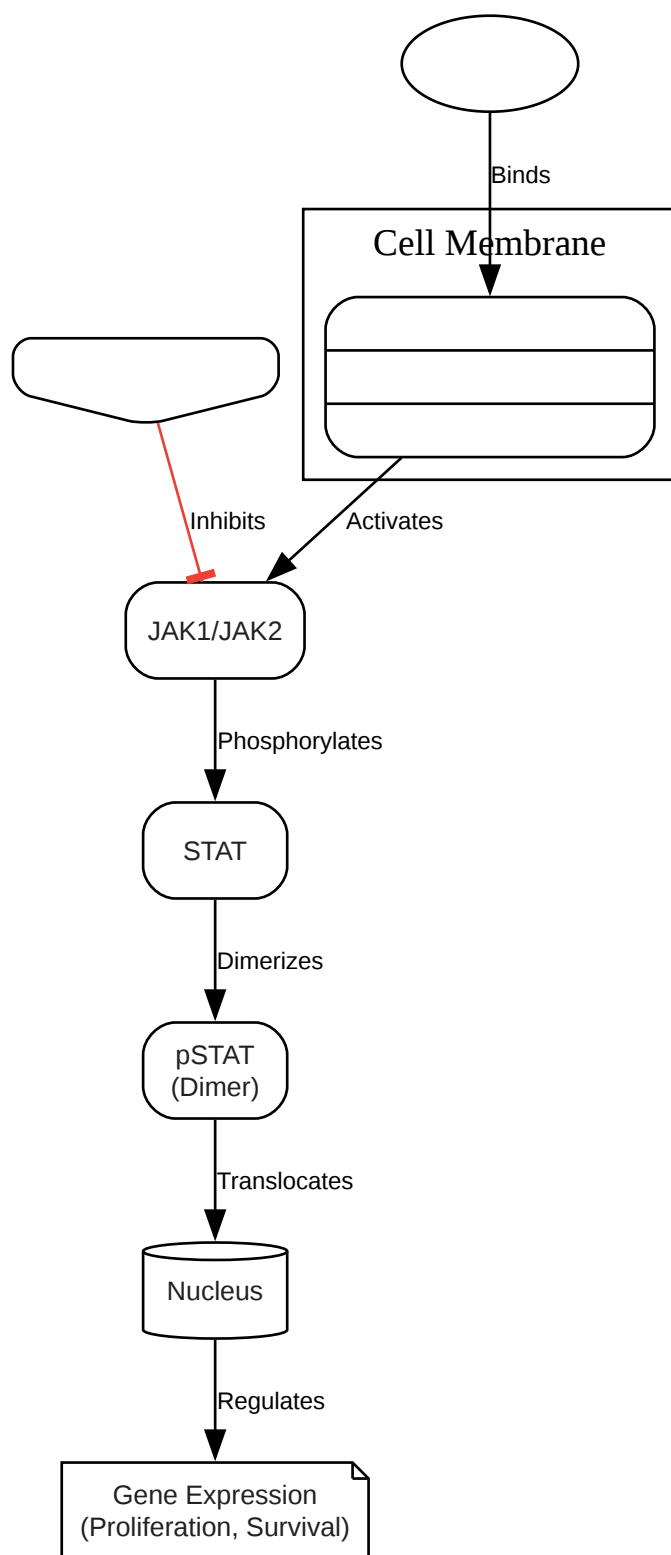 Binds
Cell Membrane
Inhibits
Activates
JAK1/JAK2
Phosphorylates
STAT
Dimerizes
pSTAT
(Dimer)
Translocates
Nucleus
Regulates
Gene Expression
(Proliferation, Survival)